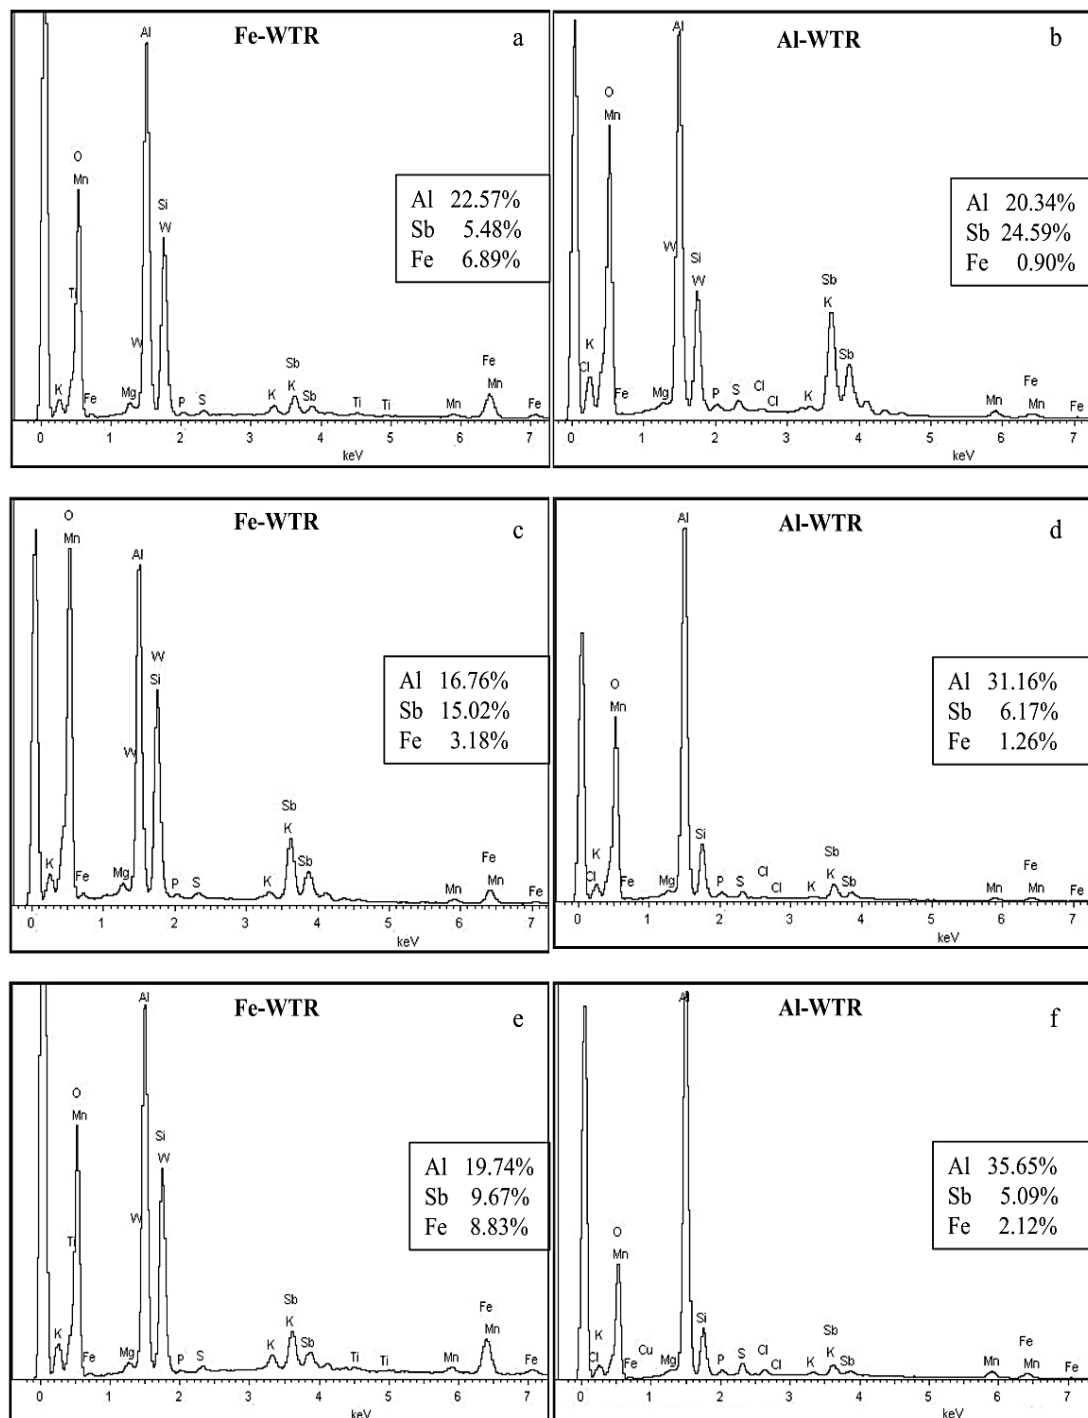 Fe-WTR
a
Al
O
Mn
Si
W
Ti
W
K
Fe
Mg
P
S
K
Sb
K
Sb
Ti
Ti
Mn
Fe
Mn
Fe
Al 22.57%
Sb 5.48%
Fe 6.89%
0 1 2 3 4 5 6 7
keV
Al-WTR
b
Al
O
Mn
W
Si
W
K
Cl
Fe
Mg
P
S
Cl
Cl
K
Sb
K
Sb
Mn
Fe
Mn
Fe
Al 20.34%
Sb 24.59%
Fe 0.90%
0 1 2 3 4 5 6 7
keV
Fe-WTR
c
O
Mn
Al
W
Si
W
K
Fe
Mg
P
S
K
Sb
K
Sb
Mn
Fe
Mn
Fe
Al 16.76%
Sb 15.02%
Fe 3.18%
0 1 2 3 4 5 6 7
keV
Al-WTR
d
Al
O
Mn
Si
K
Cl
Fe
Mg
P
S
Cl
Cl
K
Sb
K
Sb
Mn
Fe
Mn
Fe
Al 31.16%
Sb 6.17%
Fe 1.26%
0 1 2 3 4 5 6 7
keV
Fe-WTR
e
Al
O
Mn
Si
W
W
Ti
K
Fe
Mg
P
S
K
Sb
K
Sb
Ti
Ti
Mn
Fe
Mn
Fe
Al 19.74%
Sb 9.67%
Fe 8.83%
0 1 2 3 4 5 6 7
keV
Al-WTR
f
Al
O
Mn
Si
K
Cl
Fe
Cu
Mg
P
S
Cl
Cl
K
Sb
K
Sb
Mn
Fe
Mn
Fe
Al 35.65%
Sb 5.09%
Fe 2.12%
0 1 2 3 4 5 6 7
keV